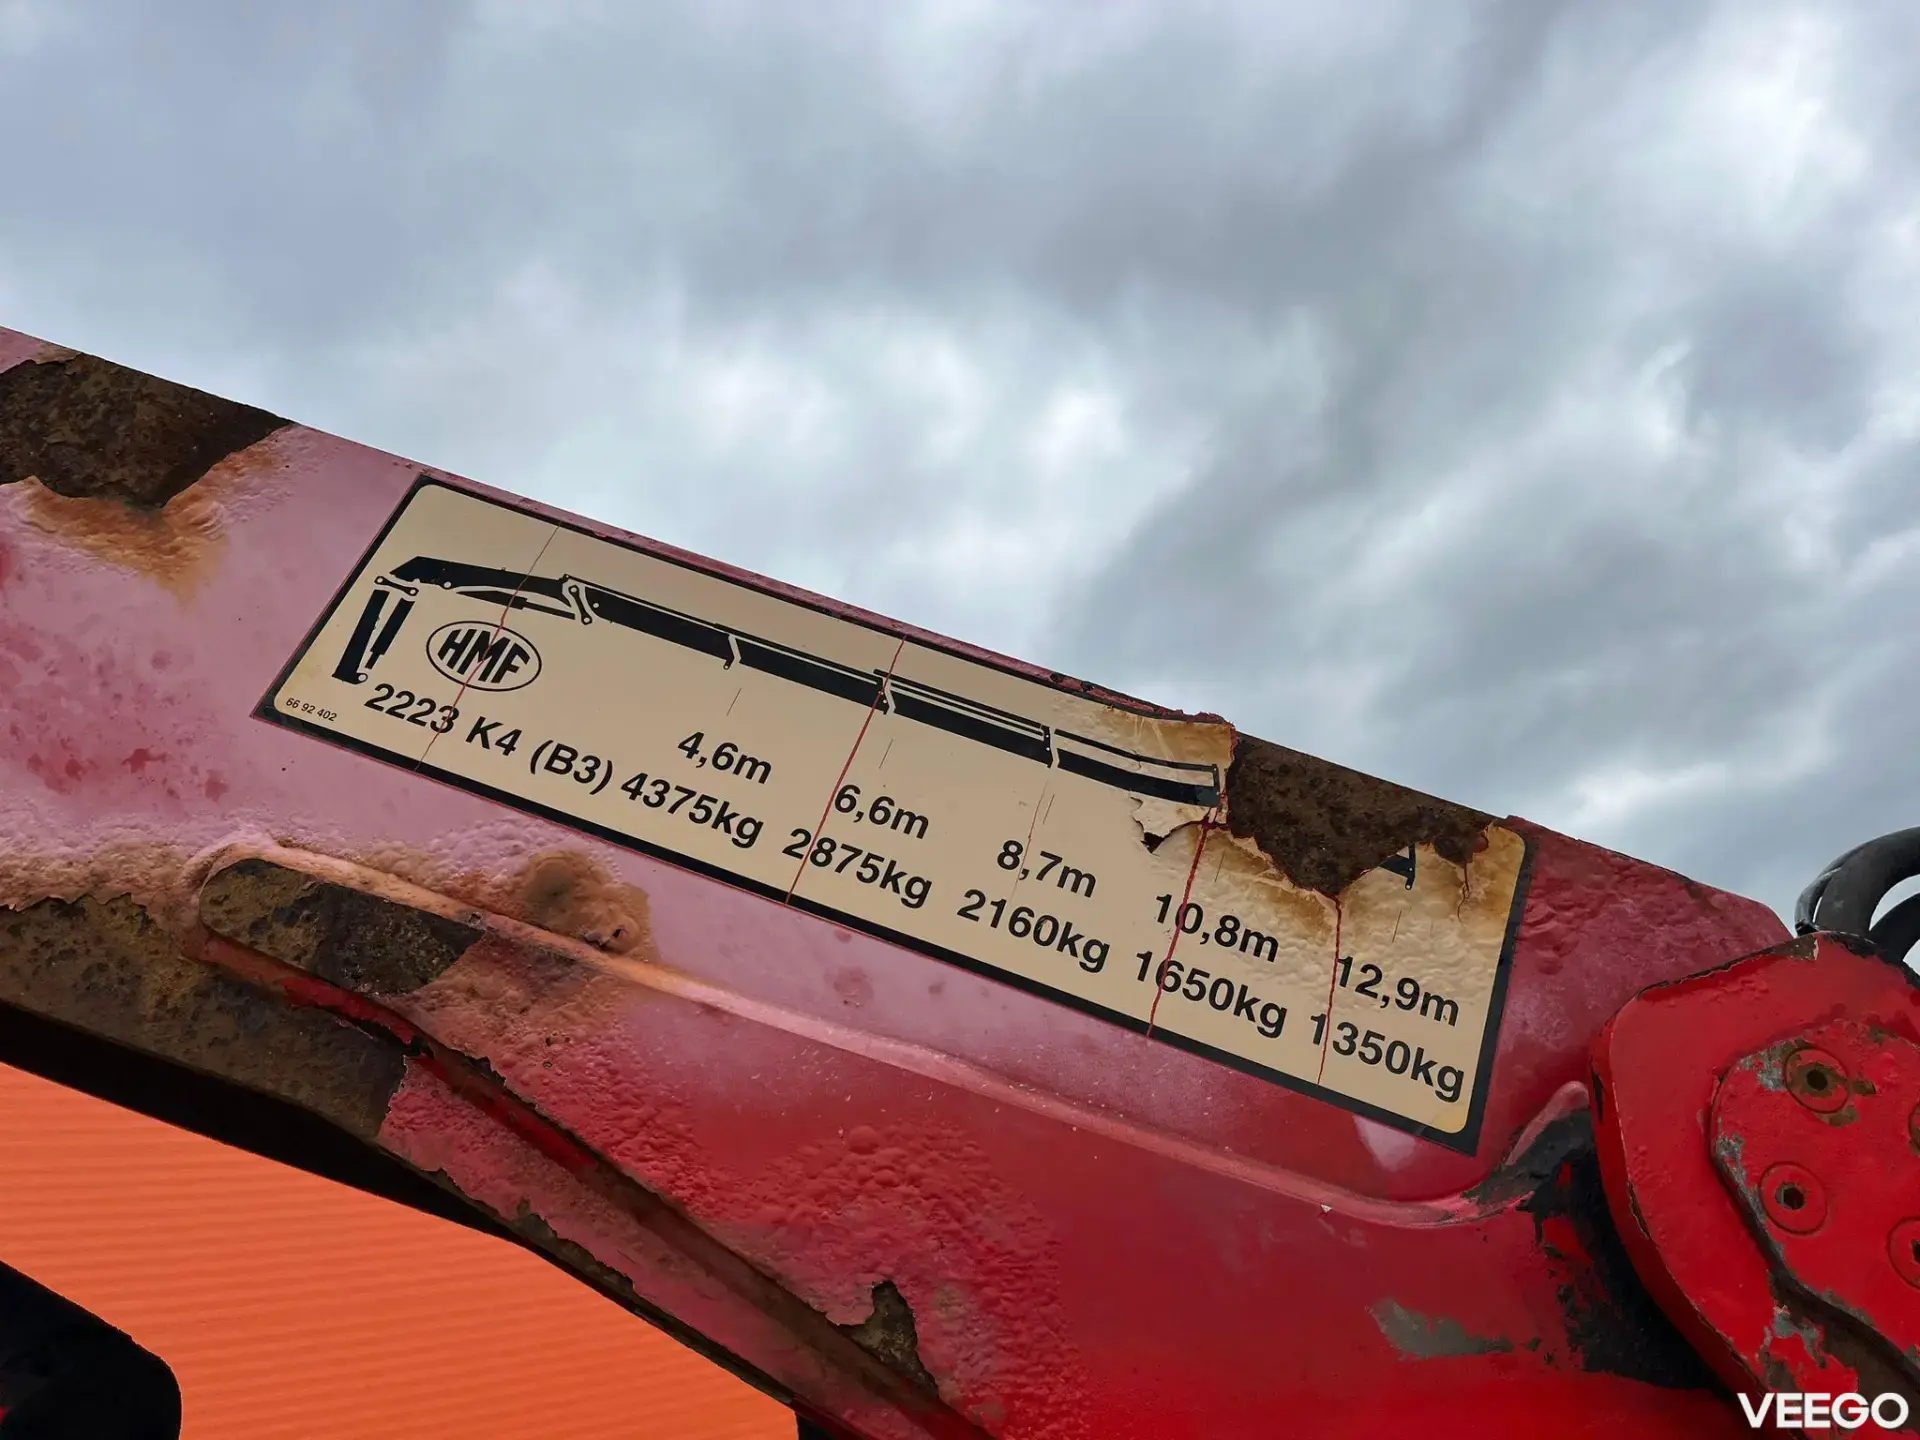 HMF
66 92 402
2223 K4 (B3)
4,6m 6,6m 8,7m 10,8m 12,9m
4375kg 2875kg 2160kg 1650kg 1350kg
VEEGO